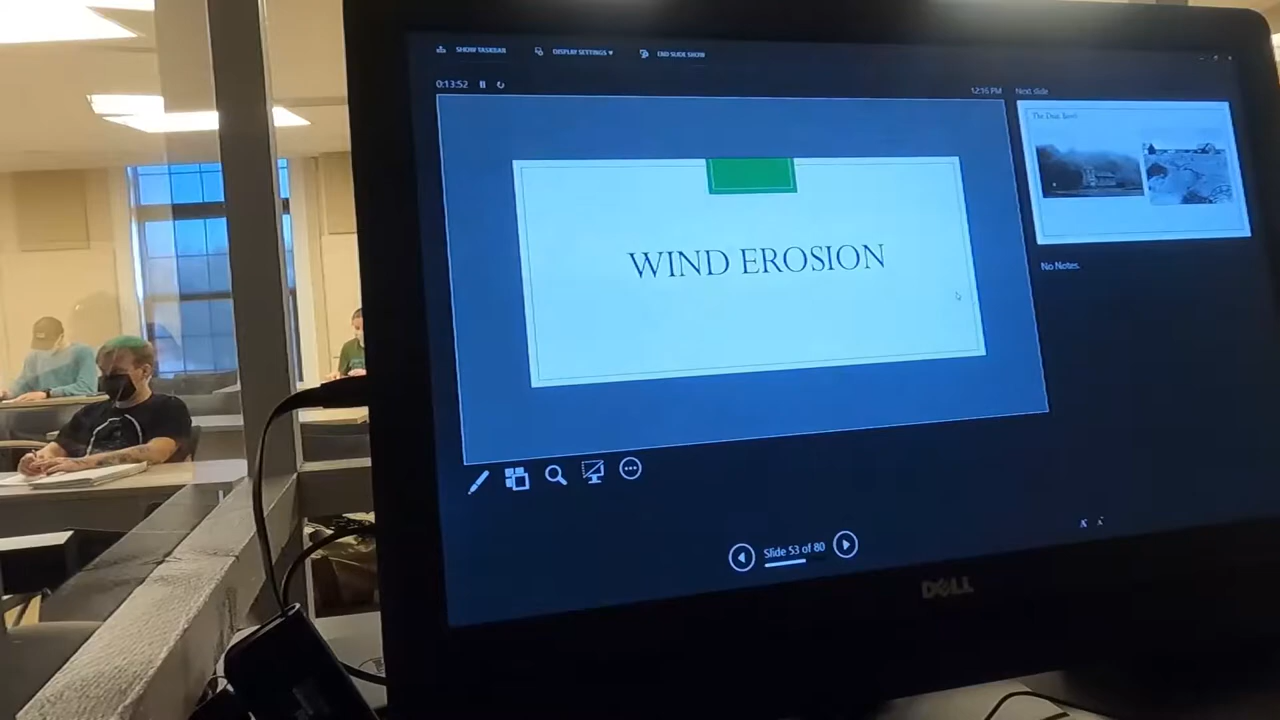 SHOW TASKBAR
DISPLAY SETTINGS ▼
END SLIDE SHOW
0:13:52
12:16 PM
Next slide
The Dust Bowl
WIND EROSION
No Notes.
A A
Slide 53 of 80
DELL